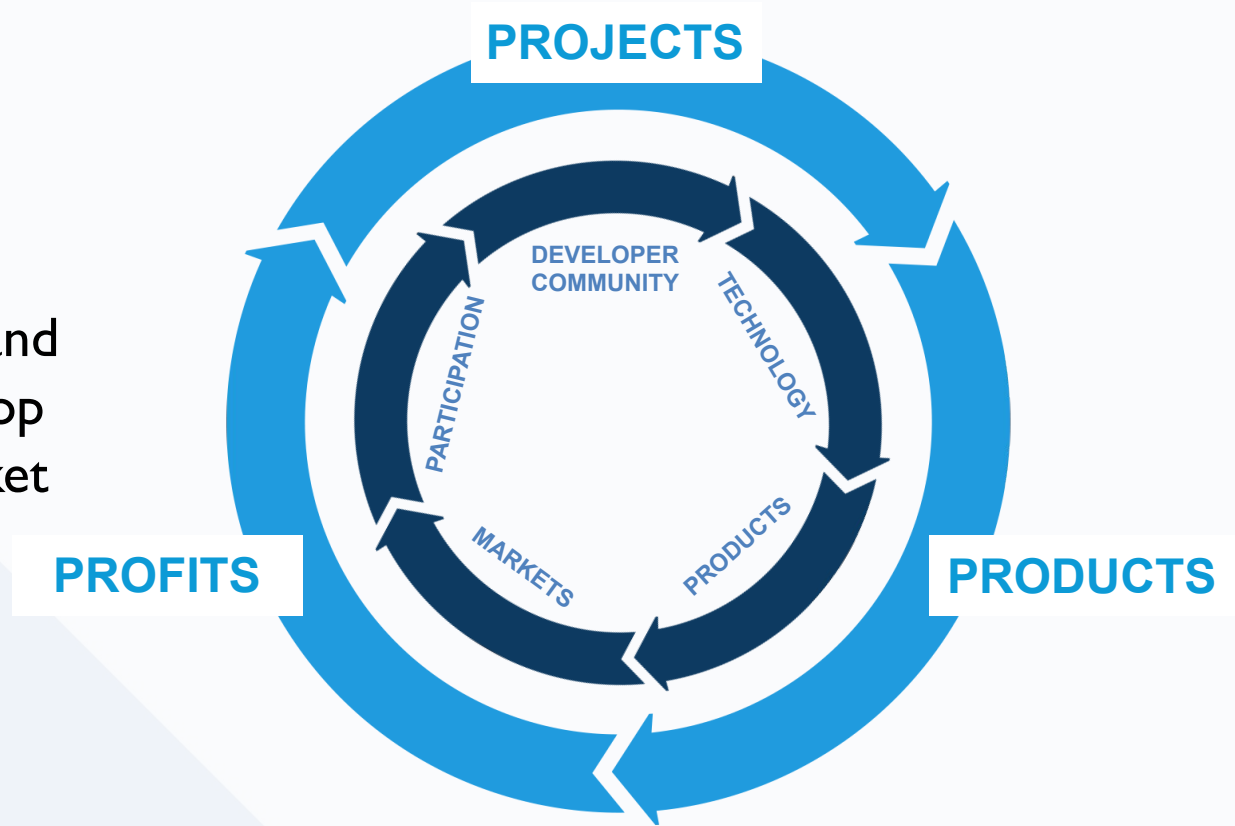 PROJECTS
DEVELOPER
COMMUNITY
TECHNOLOGY
PARTICIPATION
PRODUCTS
MARKETS
PROFITS
PRODUCTS